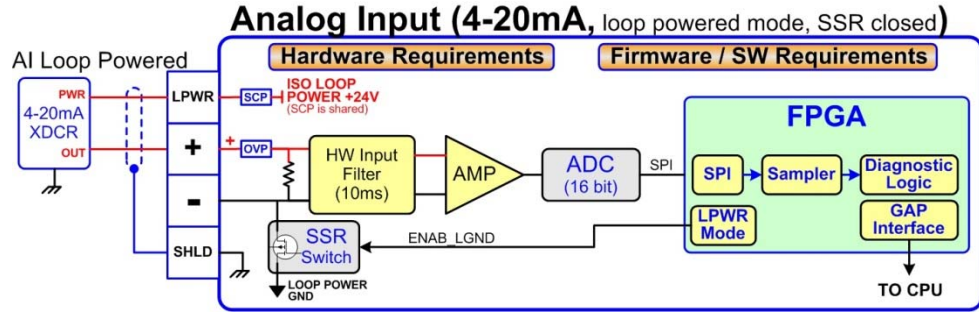 Analog Input (4-20mA, loop powered mode, SSR closed)
Hardware Requirements
Firmware / SW Requirements
AI Loop Powered
PWR
4-20mA
XDCR
OUT
LPWR
+
-
SHLD
SCP
ISO LOOP
POWER +24V
(SCP is shared)
+
OVP
HW Input
Filter
(10ms)
AMP
ADC
(16 bit)
SPI
FPGA
SPI
Sampler
Diagnostic
Logic
LPWR
Mode
GAP
Interface
SSR
Switch
ENAB_LGND
LOOP POWER
GND
TO CPU